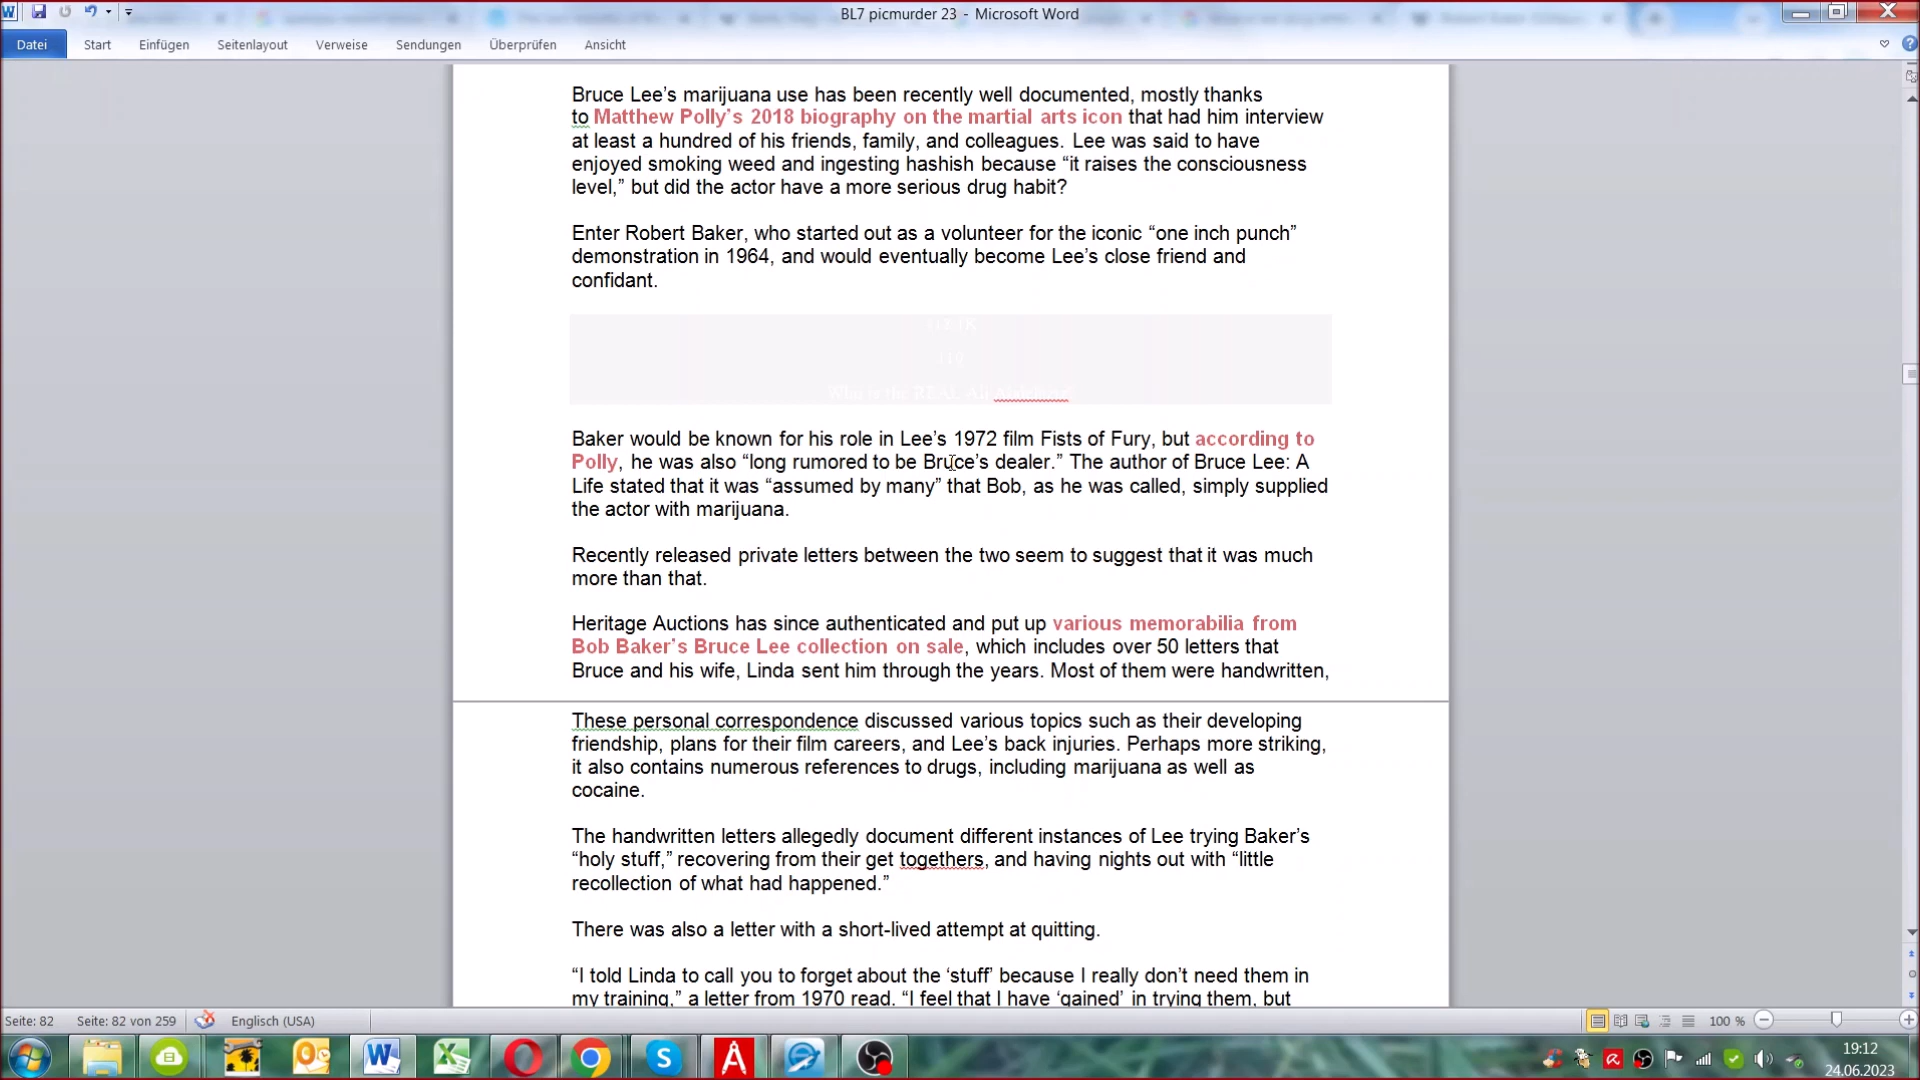 BL7 picmurder 23 - Microsoft Word
Datei Start Einfügen Seitenlayout Verweise Sendungen Überprüfen Ansicht
Bruce Lee’s marijuana use has been recently well documented, mostly thanks
to Matthew Polly’s 2018 biography on the martial arts icon that had him interview
at least a hundred of his friends, family, and colleagues. Lee was said to have
enjoyed smoking weed and ingesting hashish because “it raises the consciousness
level,” but did the actor have a more serious drug habit?
Enter Robert Baker, who started out as a volunteer for the iconic “one inch punch”
demonstration in 1964, and would eventually become Lee’s close friend and
confidant.
Who is the REAL
Baker would be known for his role in Lee’s 1972 film Fists of Fury, but according to
Polly, he was also “long rumored to be Bruce’s dealer.” The author of Bruce Lee: A
Life stated that it was “assumed by many” that Bob, as he was called, simply supplied
the actor with marijuana.
Recently released private letters between the two seem to suggest that it was much
more than that.
Heritage Auctions has since authenticated and put up various memorabilia from
Bob Baker’s Bruce Lee collection on sale, which includes over 50 letters that
Bruce and his wife, Linda sent him through the years. Most of them were handwritten,
These personal correspondence discussed various topics such as their developing
friendship, plans for their film careers, and Lee’s back injuries. Perhaps more striking,
it also contains numerous references to drugs, including marijuana as well as
cocaine.
The handwritten letters allegedly document different instances of Lee trying Baker’s
“holy stuff,” recovering from their get togethers, and having nights out with “little
recollection of what had happened.”
There was also a letter with a short-lived attempt at quitting.
“I told Linda to call you to forget about the ‘stuff’ because I really don’t need them in
my training,” a letter from 1970 read. “I feel that I have ‘gained’ in trying them, but
Seite: 82 Seite: 82 von 259 Englisch (USA) 100 %
19:12
24.06.2023